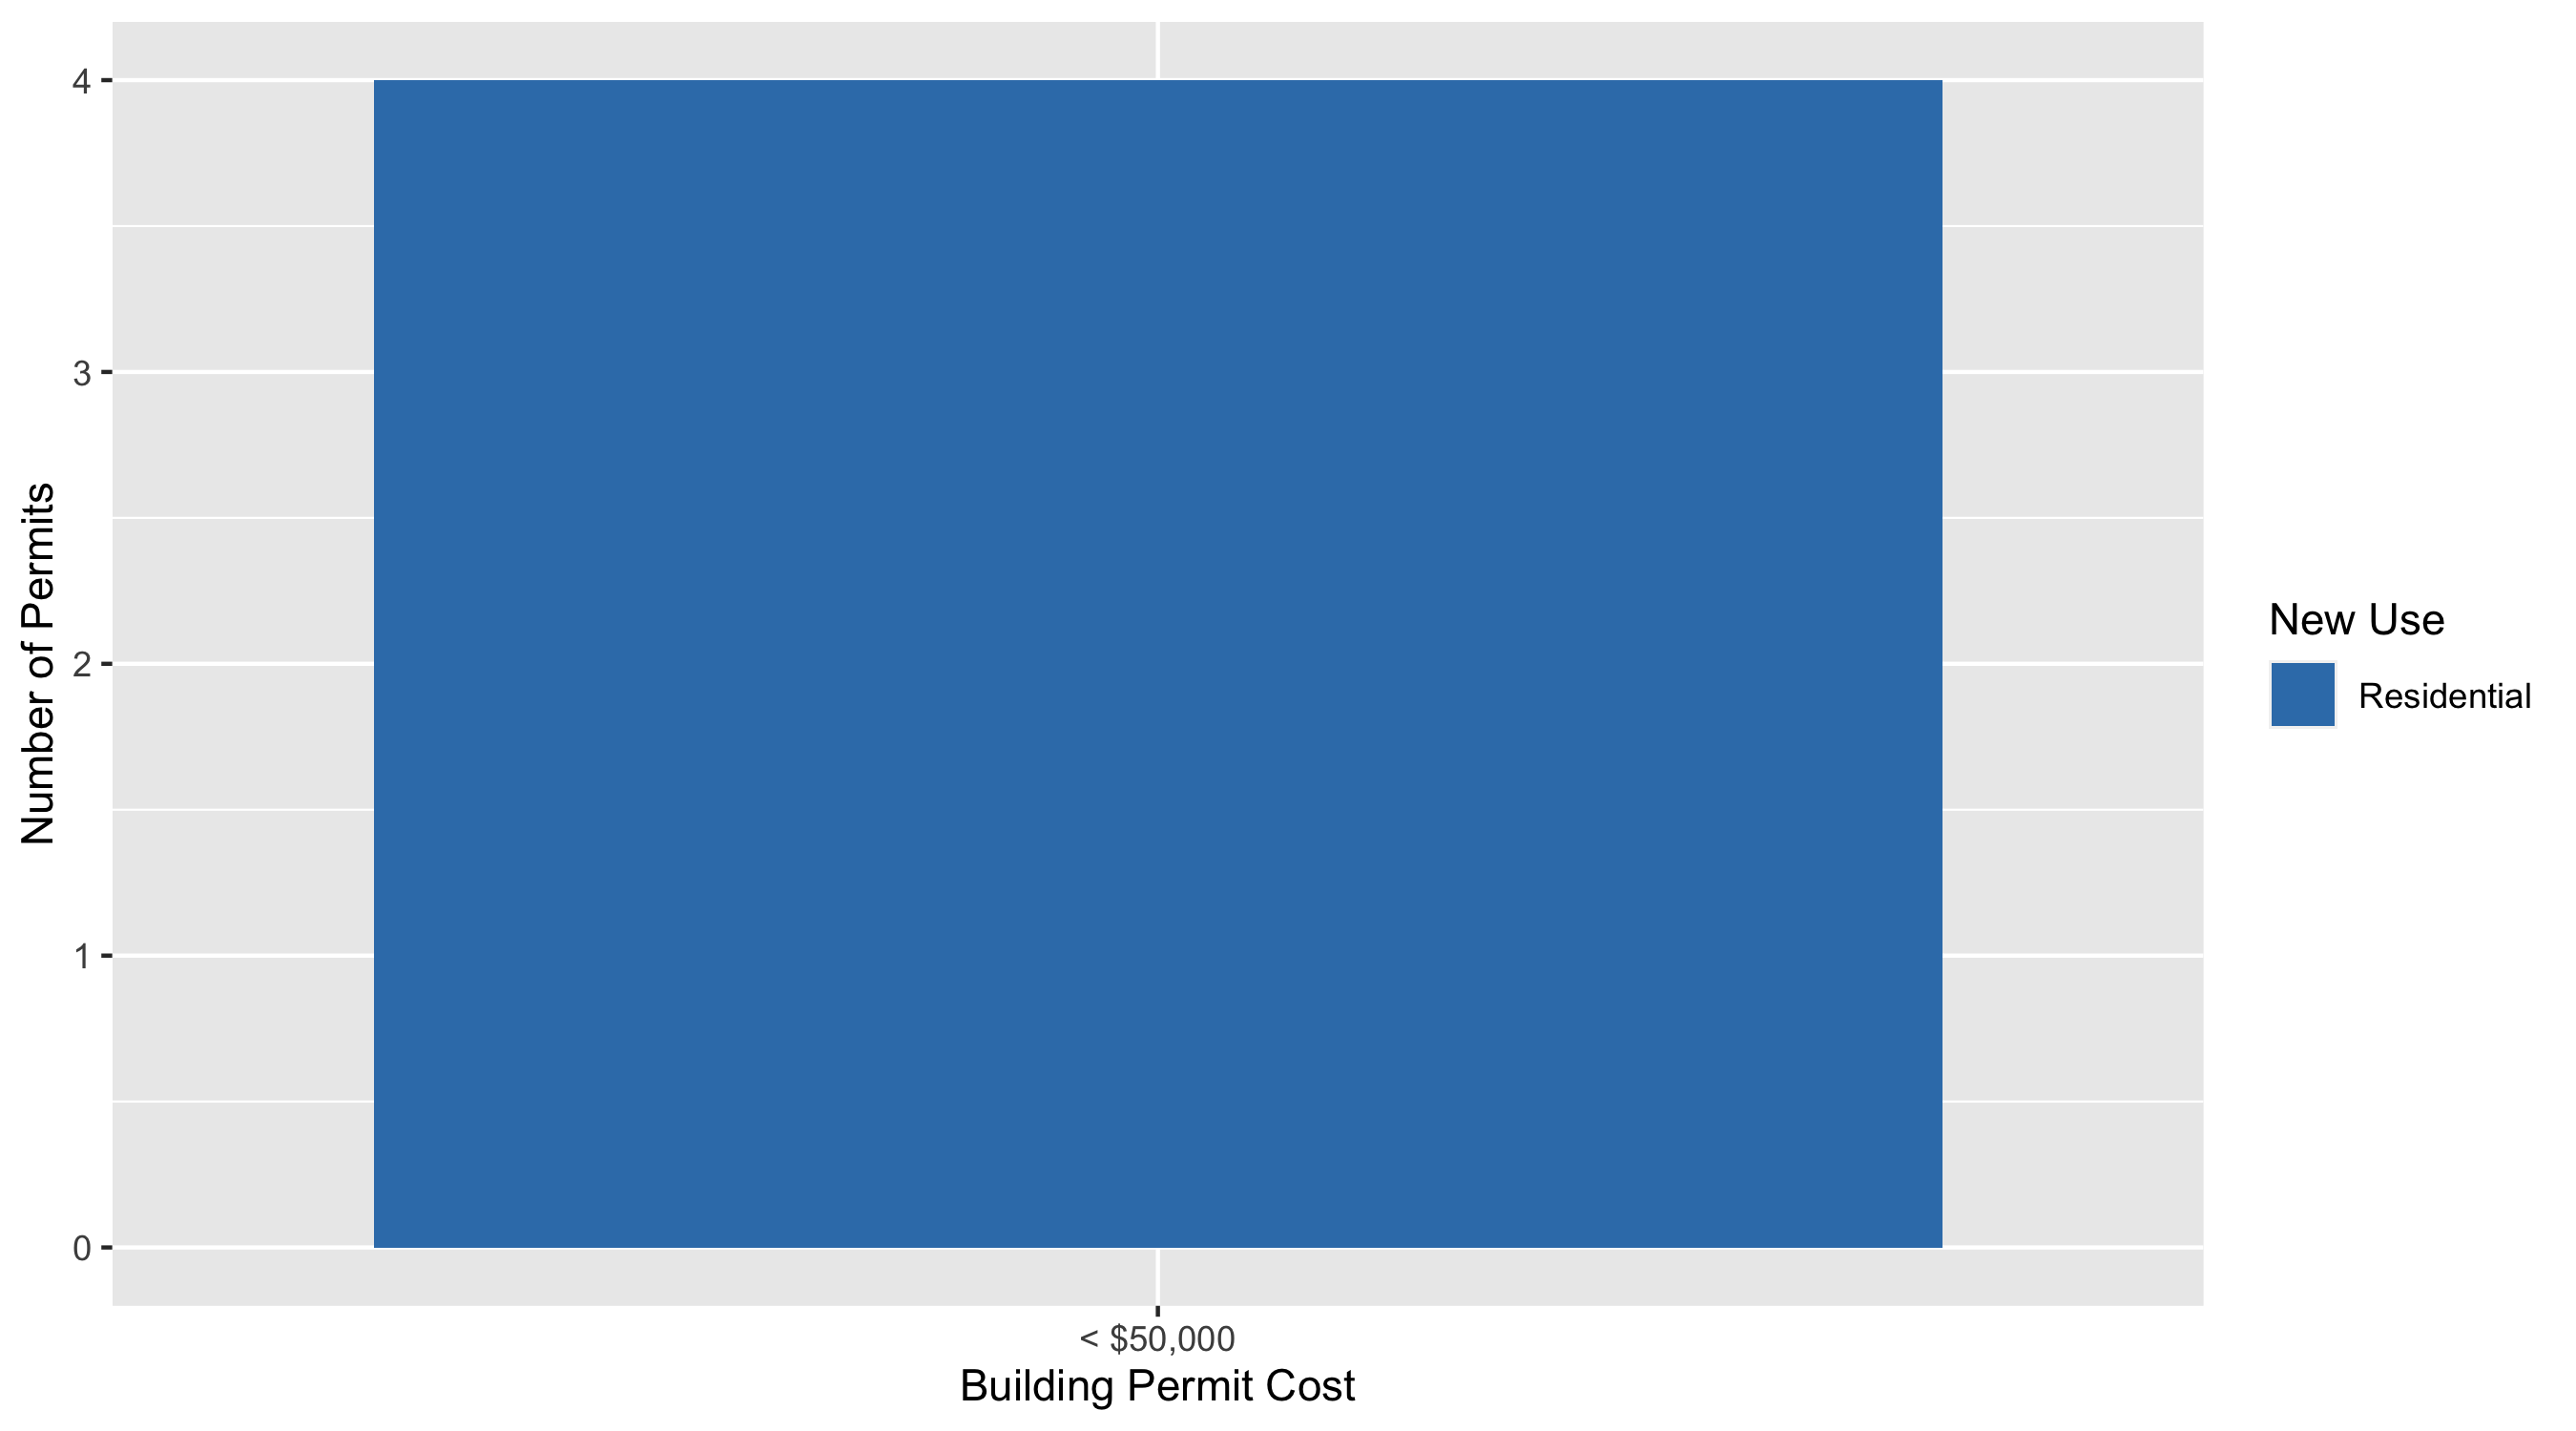 4
3
2
1
0
Number of Permits
< $50,000
Building Permit Cost
New Use
Residential